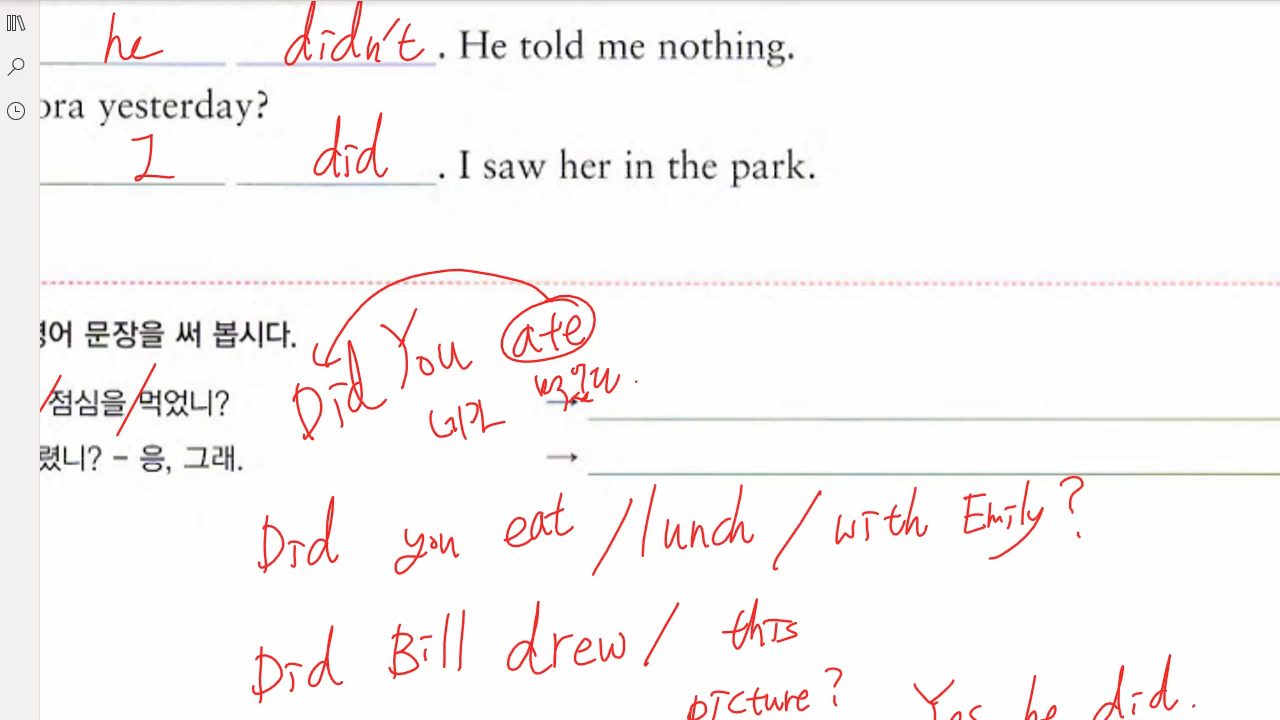 he didn't. He told me nothing.
ora yesterday?
I did. I saw her in the park.
영어 문장을 써 봅시다.
Did You ate
점심을 먹었니?
니가 먹었다.
→
렸니? - 응, 그래. →
Did you eat / lunch / with Emily?
Did Bill drew / this
picture? Yes he did.